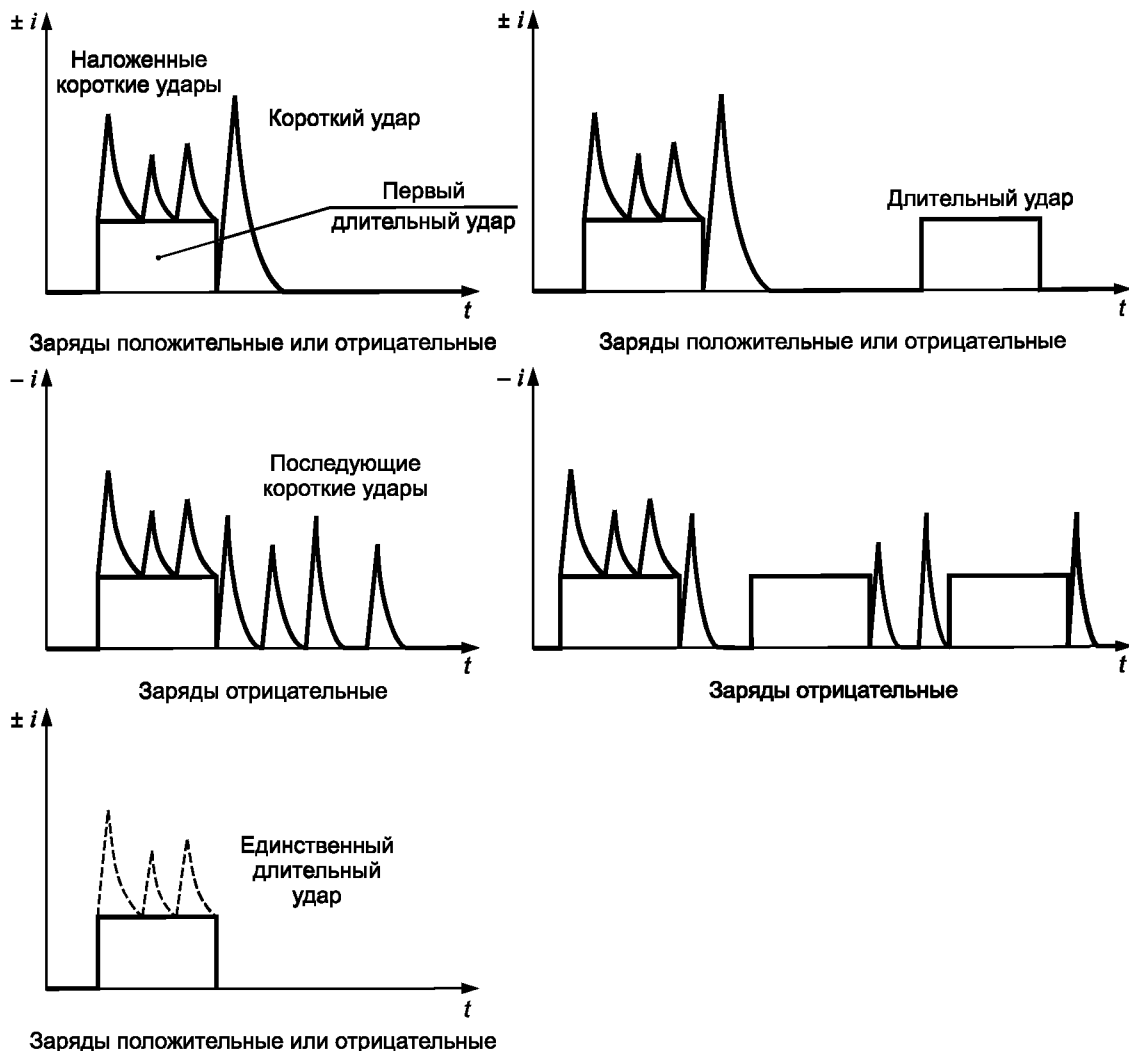 ± i
Наложенные
короткие удары
Короткий удар
Первый
длительный удар
t
Заряды положительные или отрицательные
± i
Длительный удар
t
Заряды положительные или отрицательные
– i
Последующие
короткие удары
t
Заряды отрицательные
– i
t
Заряды отрицательные
± i
Единственный
длительный
удар
t
Заряды положительные или отрицательные